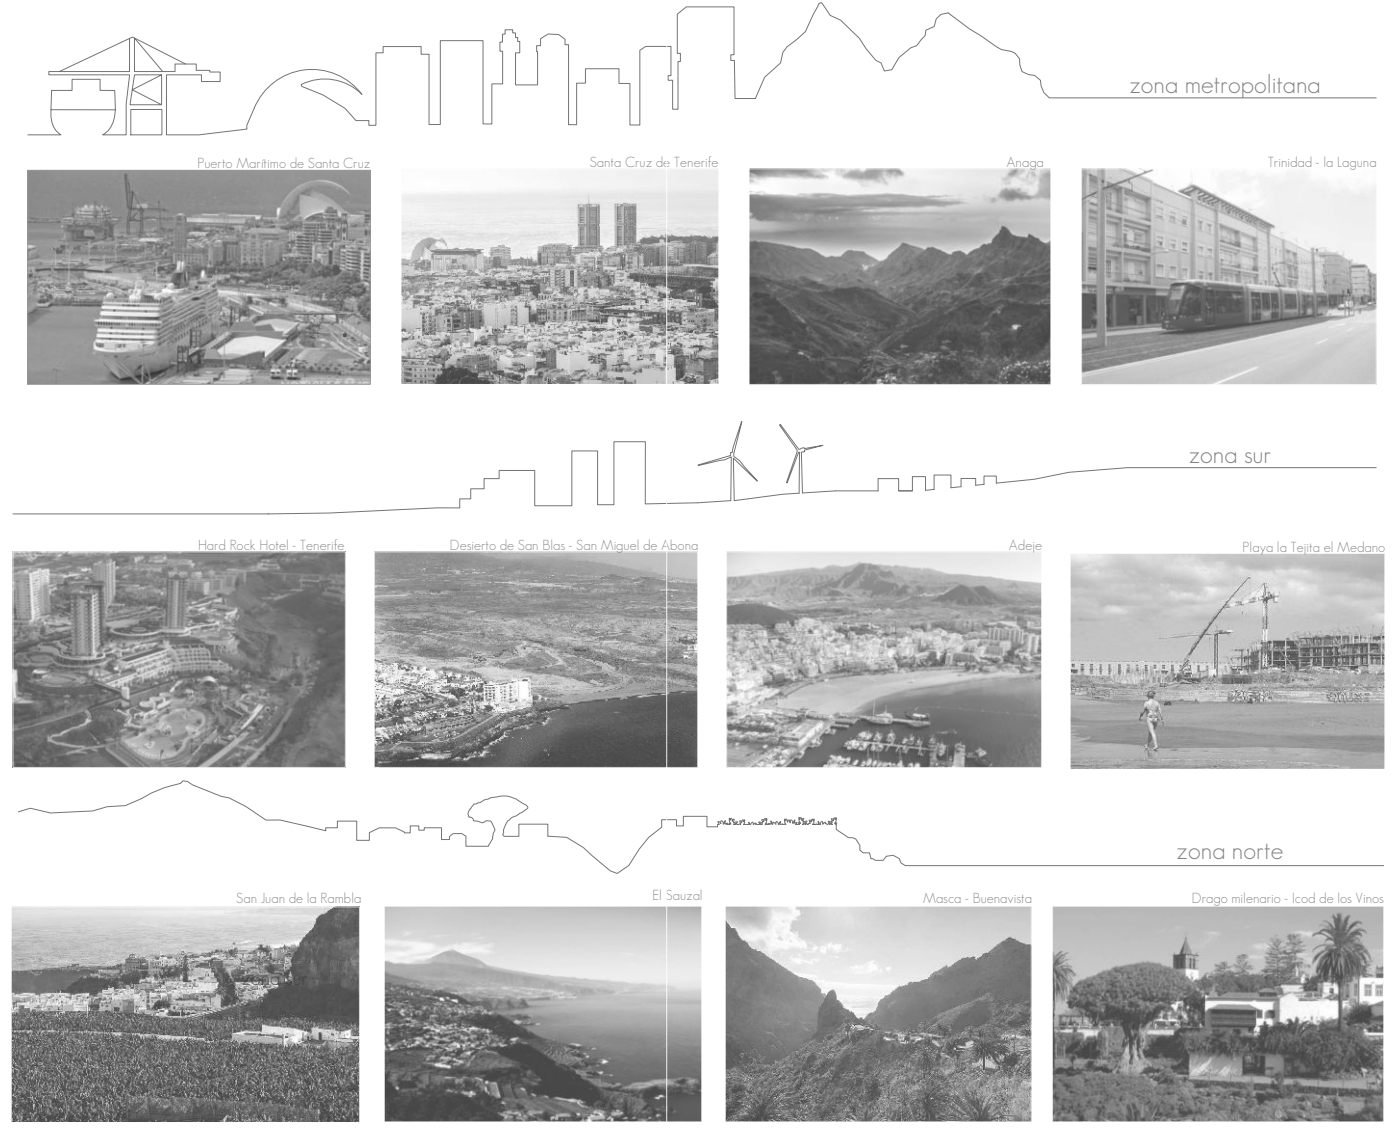 zona metropolitana
Puerto Marítimo de Santa Cruz
Santa Cruz de Tenerife
Anaga
Trinidad - la Laguna
zona sur
Hard Rock Hotel - Tenerife
Desierto de San Blas - San Miguel de Abona
Adeje
Playa la Tejita el Medano
zona norte
San Juan de la Rambla
El Sauzal
Masca - Buenavista
Drago milenario - Icod de los Vinos